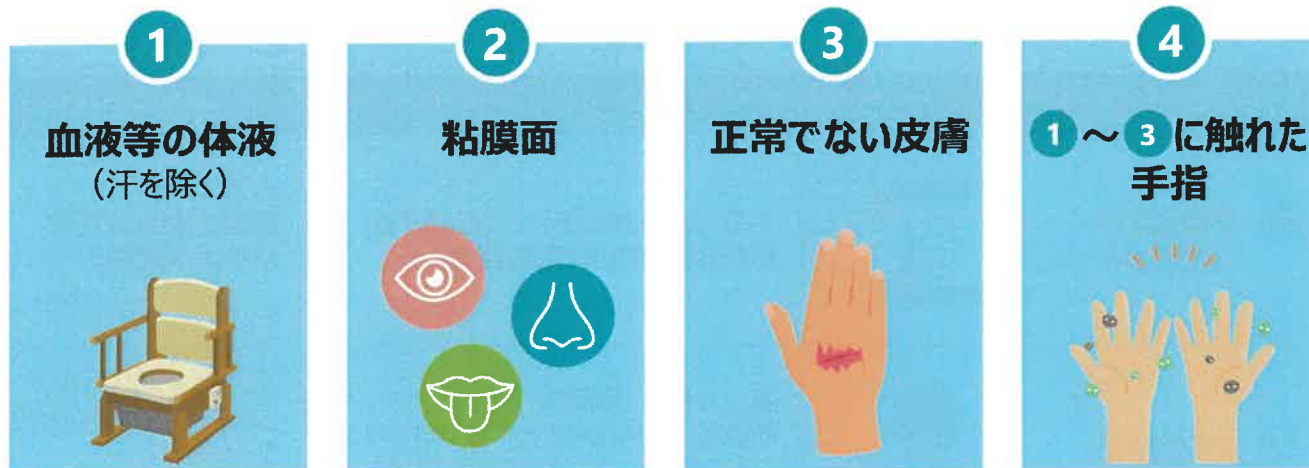 1
血液等の体液
(汗を除く)
2
粘膜面
3
正常でない皮膚
4
1～3に触れた
手指